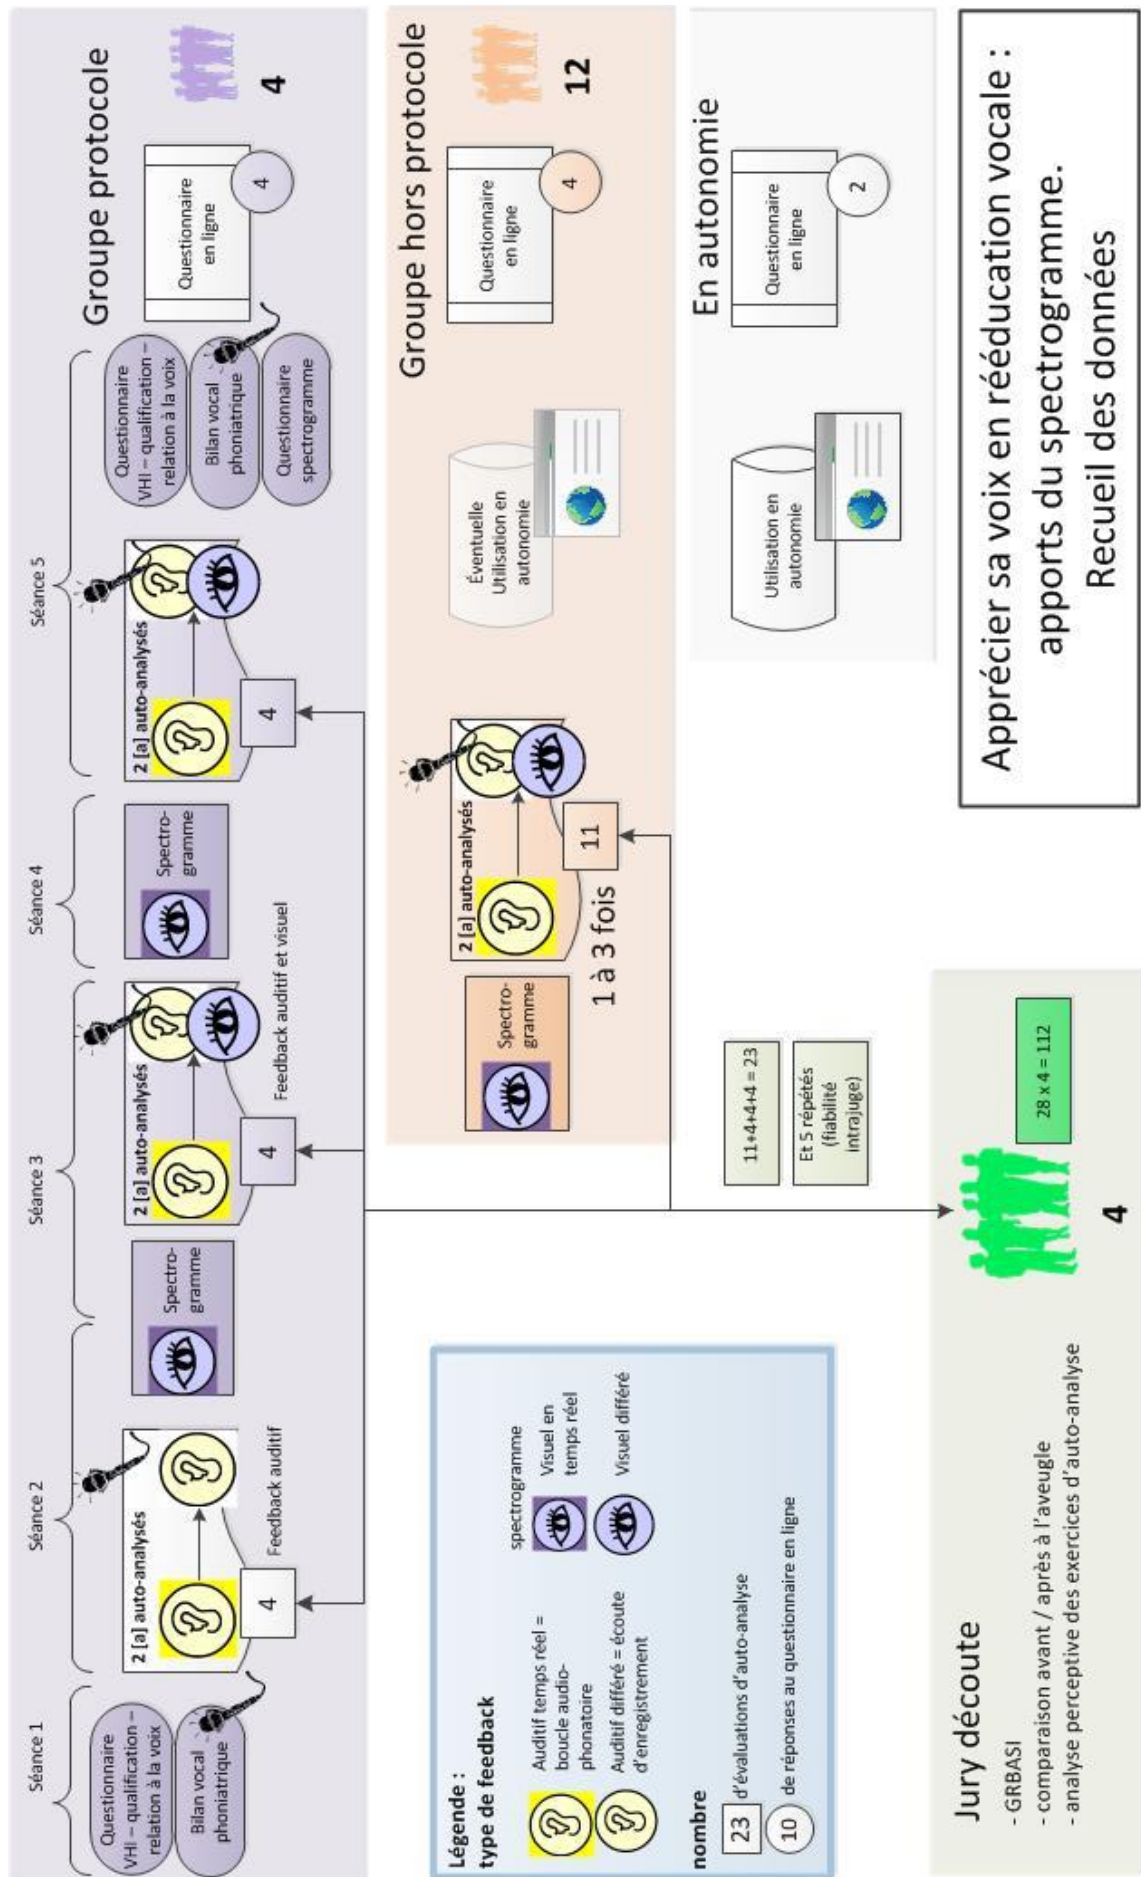 Séance 1
Séance 2
Séance 3
Séance 4
Séance 5
Groupe protocole
4
Questionnaire
VHI – qualification –
relation à la voix
Bilan vocal
phoniatrique
2 [a] auto-analysés
4
Feedback auditif
Spectro-
gramme
2 [a] auto-analysés
4
Feedback auditif et visuel
Spectro-
gramme
2 [a] auto-analysés
4
Questionnaire
VHI – qualification –
relation à la voix
Bilan vocal
phoniatrique
Questionnaire
spectrogramme
Questionnaire
en ligne
4
Groupe hors protocole
12
Spectro-
gramme
2 [a] auto-analysés
11
1 à 3 fois
Éventuelle
Utilisation en
autonomie
Questionnaire
en ligne
4
En autonomie
Utilisation en
autonomie
Questionnaire
en ligne
2
Légende :
type de feedback
Auditif temps réel =
boucle audio-
phonatoire
Auditif différé = écoute
d'enregistrement
spectrogramme
Visuel en
temps réel
Visuel différé
nombre
23
d'évaluations d'auto-analyse
10
de réponses au questionnaire en ligne
11+4+4+4 = 23
Et 5 répétés
(fiabilité
intrajuge)
Jury découte
- GRBASI
- comparaison avant / après à l'aveugle
- analyse perceptive des exercices d'auto-analyse
4
28 x 4 = 112
Apprécier sa voix en rééducation vocale :
apports du spectrogramme.
Recueil des données